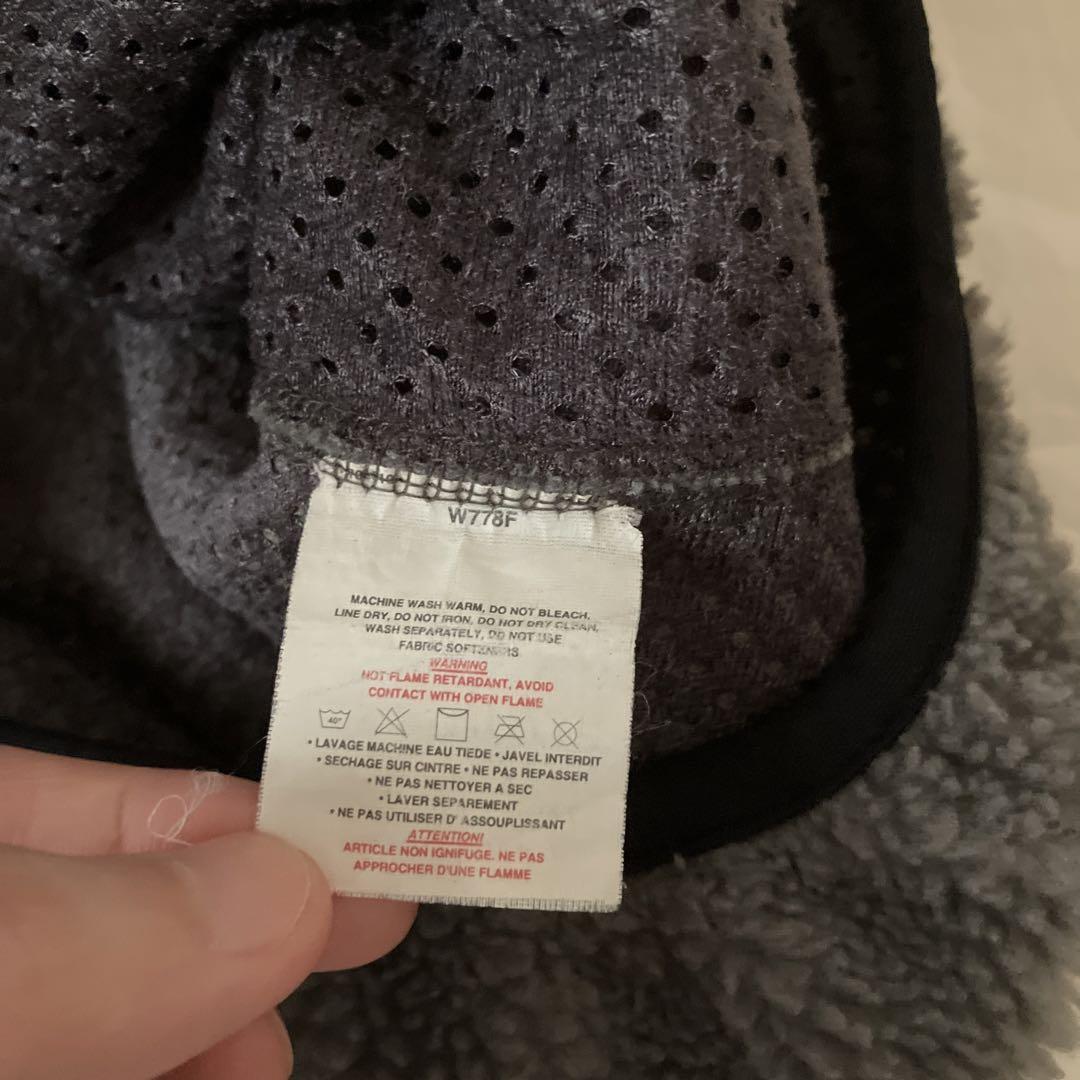 W778F
MACHINE WASH WARM, DO NOT BLEACH.
LINE DRY, DO NOT IRON, DO NOT DRY CLEAN,
WASH SEPARATELY, DO NOT USE
FABRIC SOFTENERS
WARNING
NOT FLAME RETARDANT, AVOID
CONTACT WITH OPEN FLAME
40°
• LAVAGE MACHINE EAU TIEDE • JAVEL INTERDIT
• SECHAGE SUR CINTRE • NE PAS REPASSER
• NE PAS NETTOYER A SEC
• LAVER SEPAREMENT
• NE PAS UTILISER D' ASSOUPLISSANT
ATTENTION!
ARTICLE NON IGNIFUGE. NE PAS
APPROCHER D'UNE FLAMME